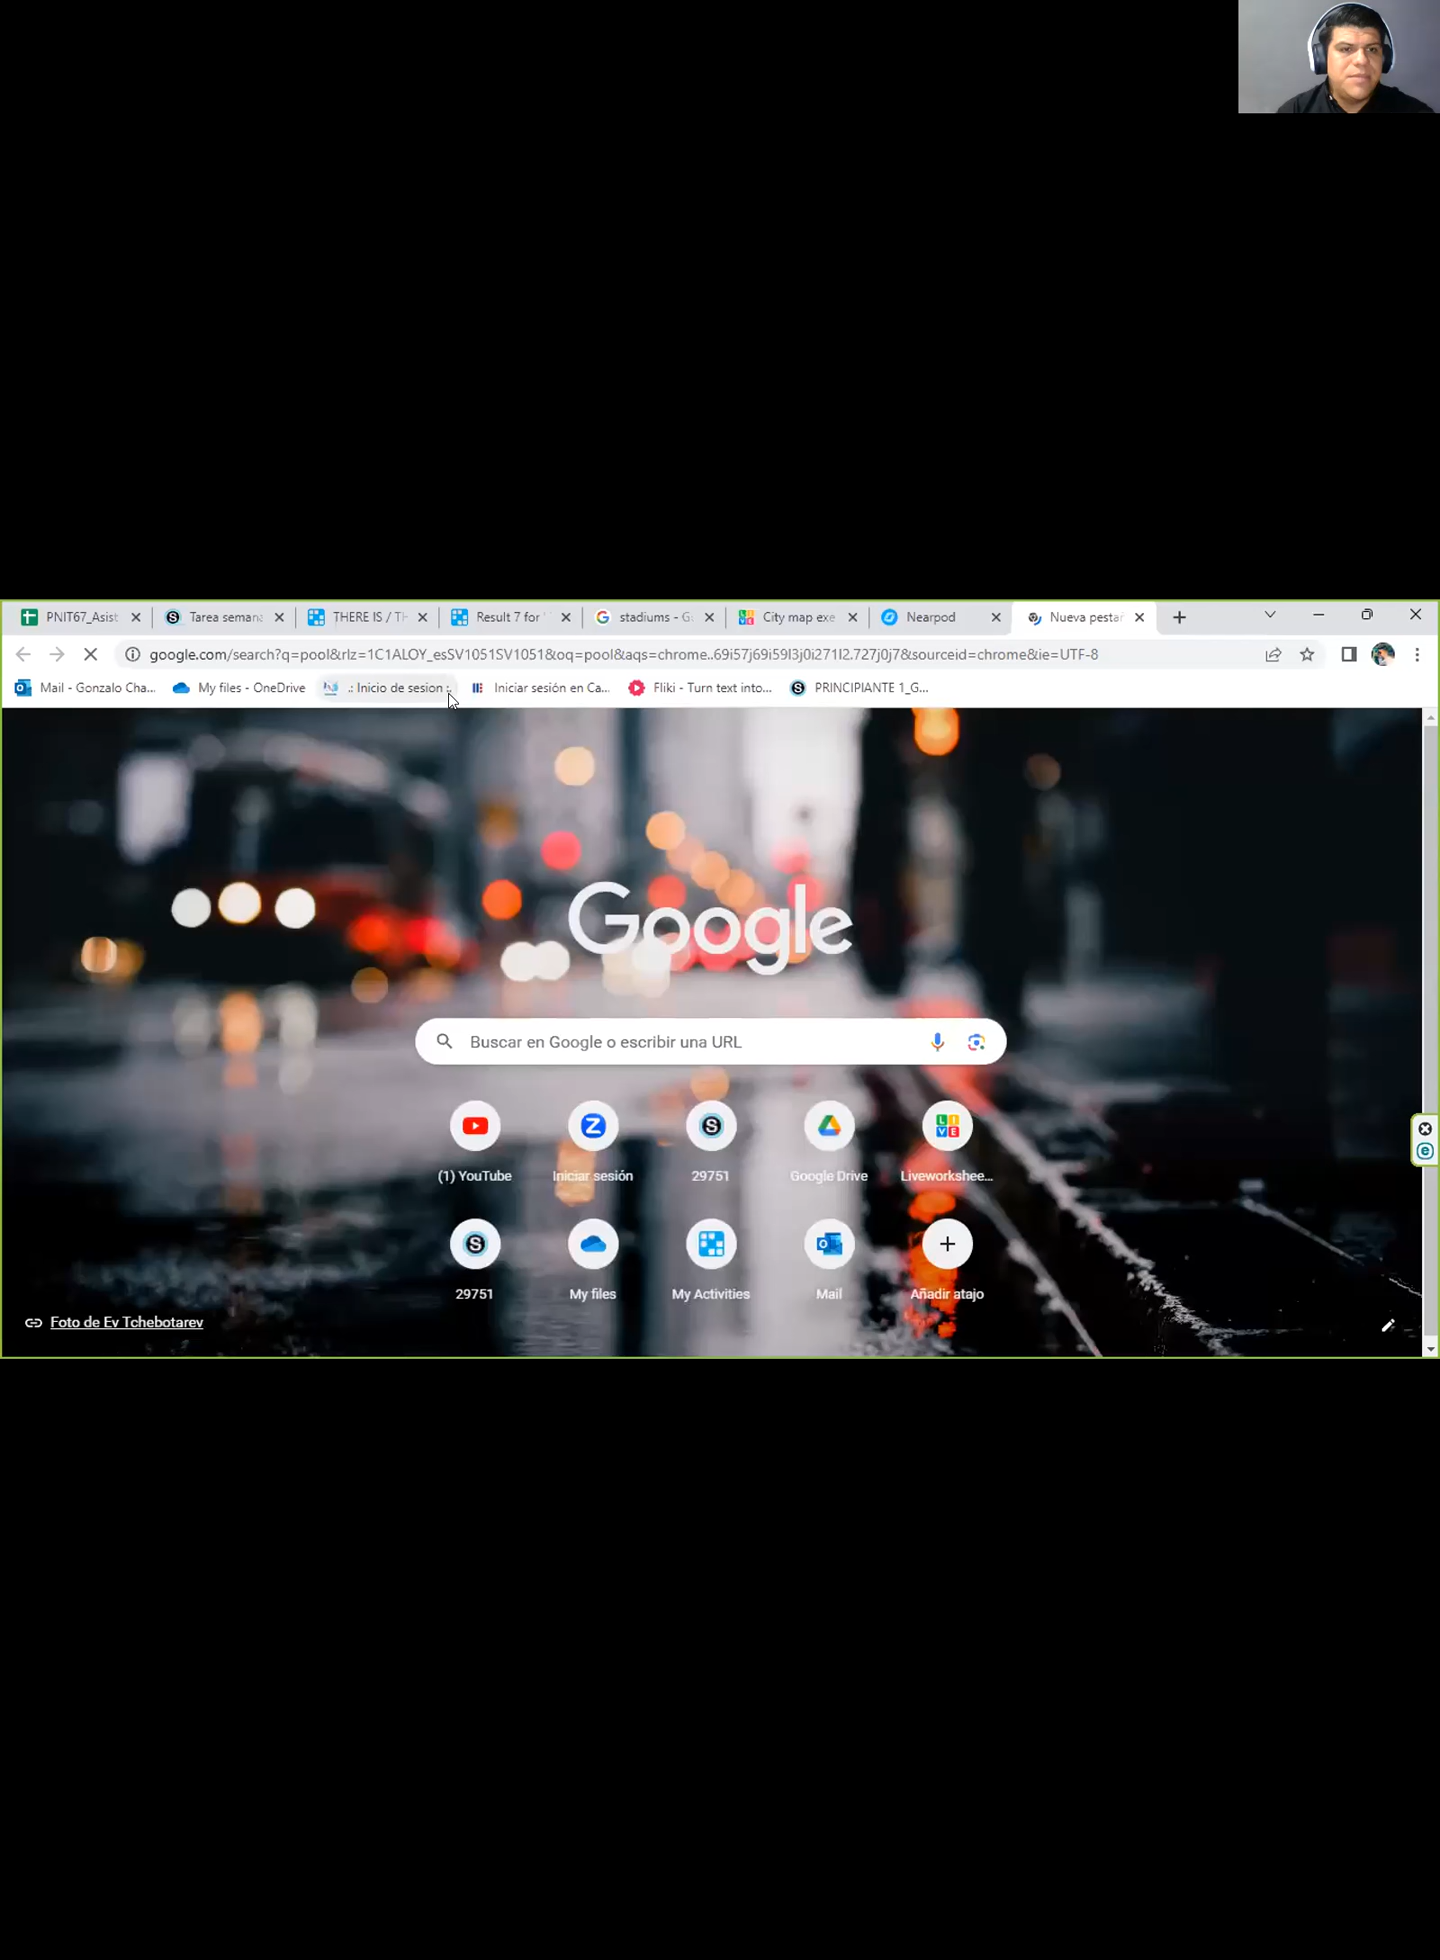 PNIT67_Asist
Tarea seman
THERE IS / TH
Result 7 for
stadiums - G
City map exe
Nearpod
Nueva pestañ
google.com/search?q=pool&rlz=1C1ALOY_esSV1051SV1051&oq=pool&aqs=chrome..69i57j69i59l3j0i271l2.727j0j7&sourceid=chrome&ie=UTF-8
Mail - Gonzalo Cha...
My files - OneDrive
.: Inicio de sesion :.
Iniciar sesión en Ca...
Fliki - Turn text into...
PRINCIPIANTE 1_G...
Google
Buscar en Google o escribir una URL
(1) YouTube
Iniciar sesión
29751
Google Drive
Liveworkshee...
29751
My files
My Activities
Mail
Añadir atajo
Foto de Ev Tchebotarev